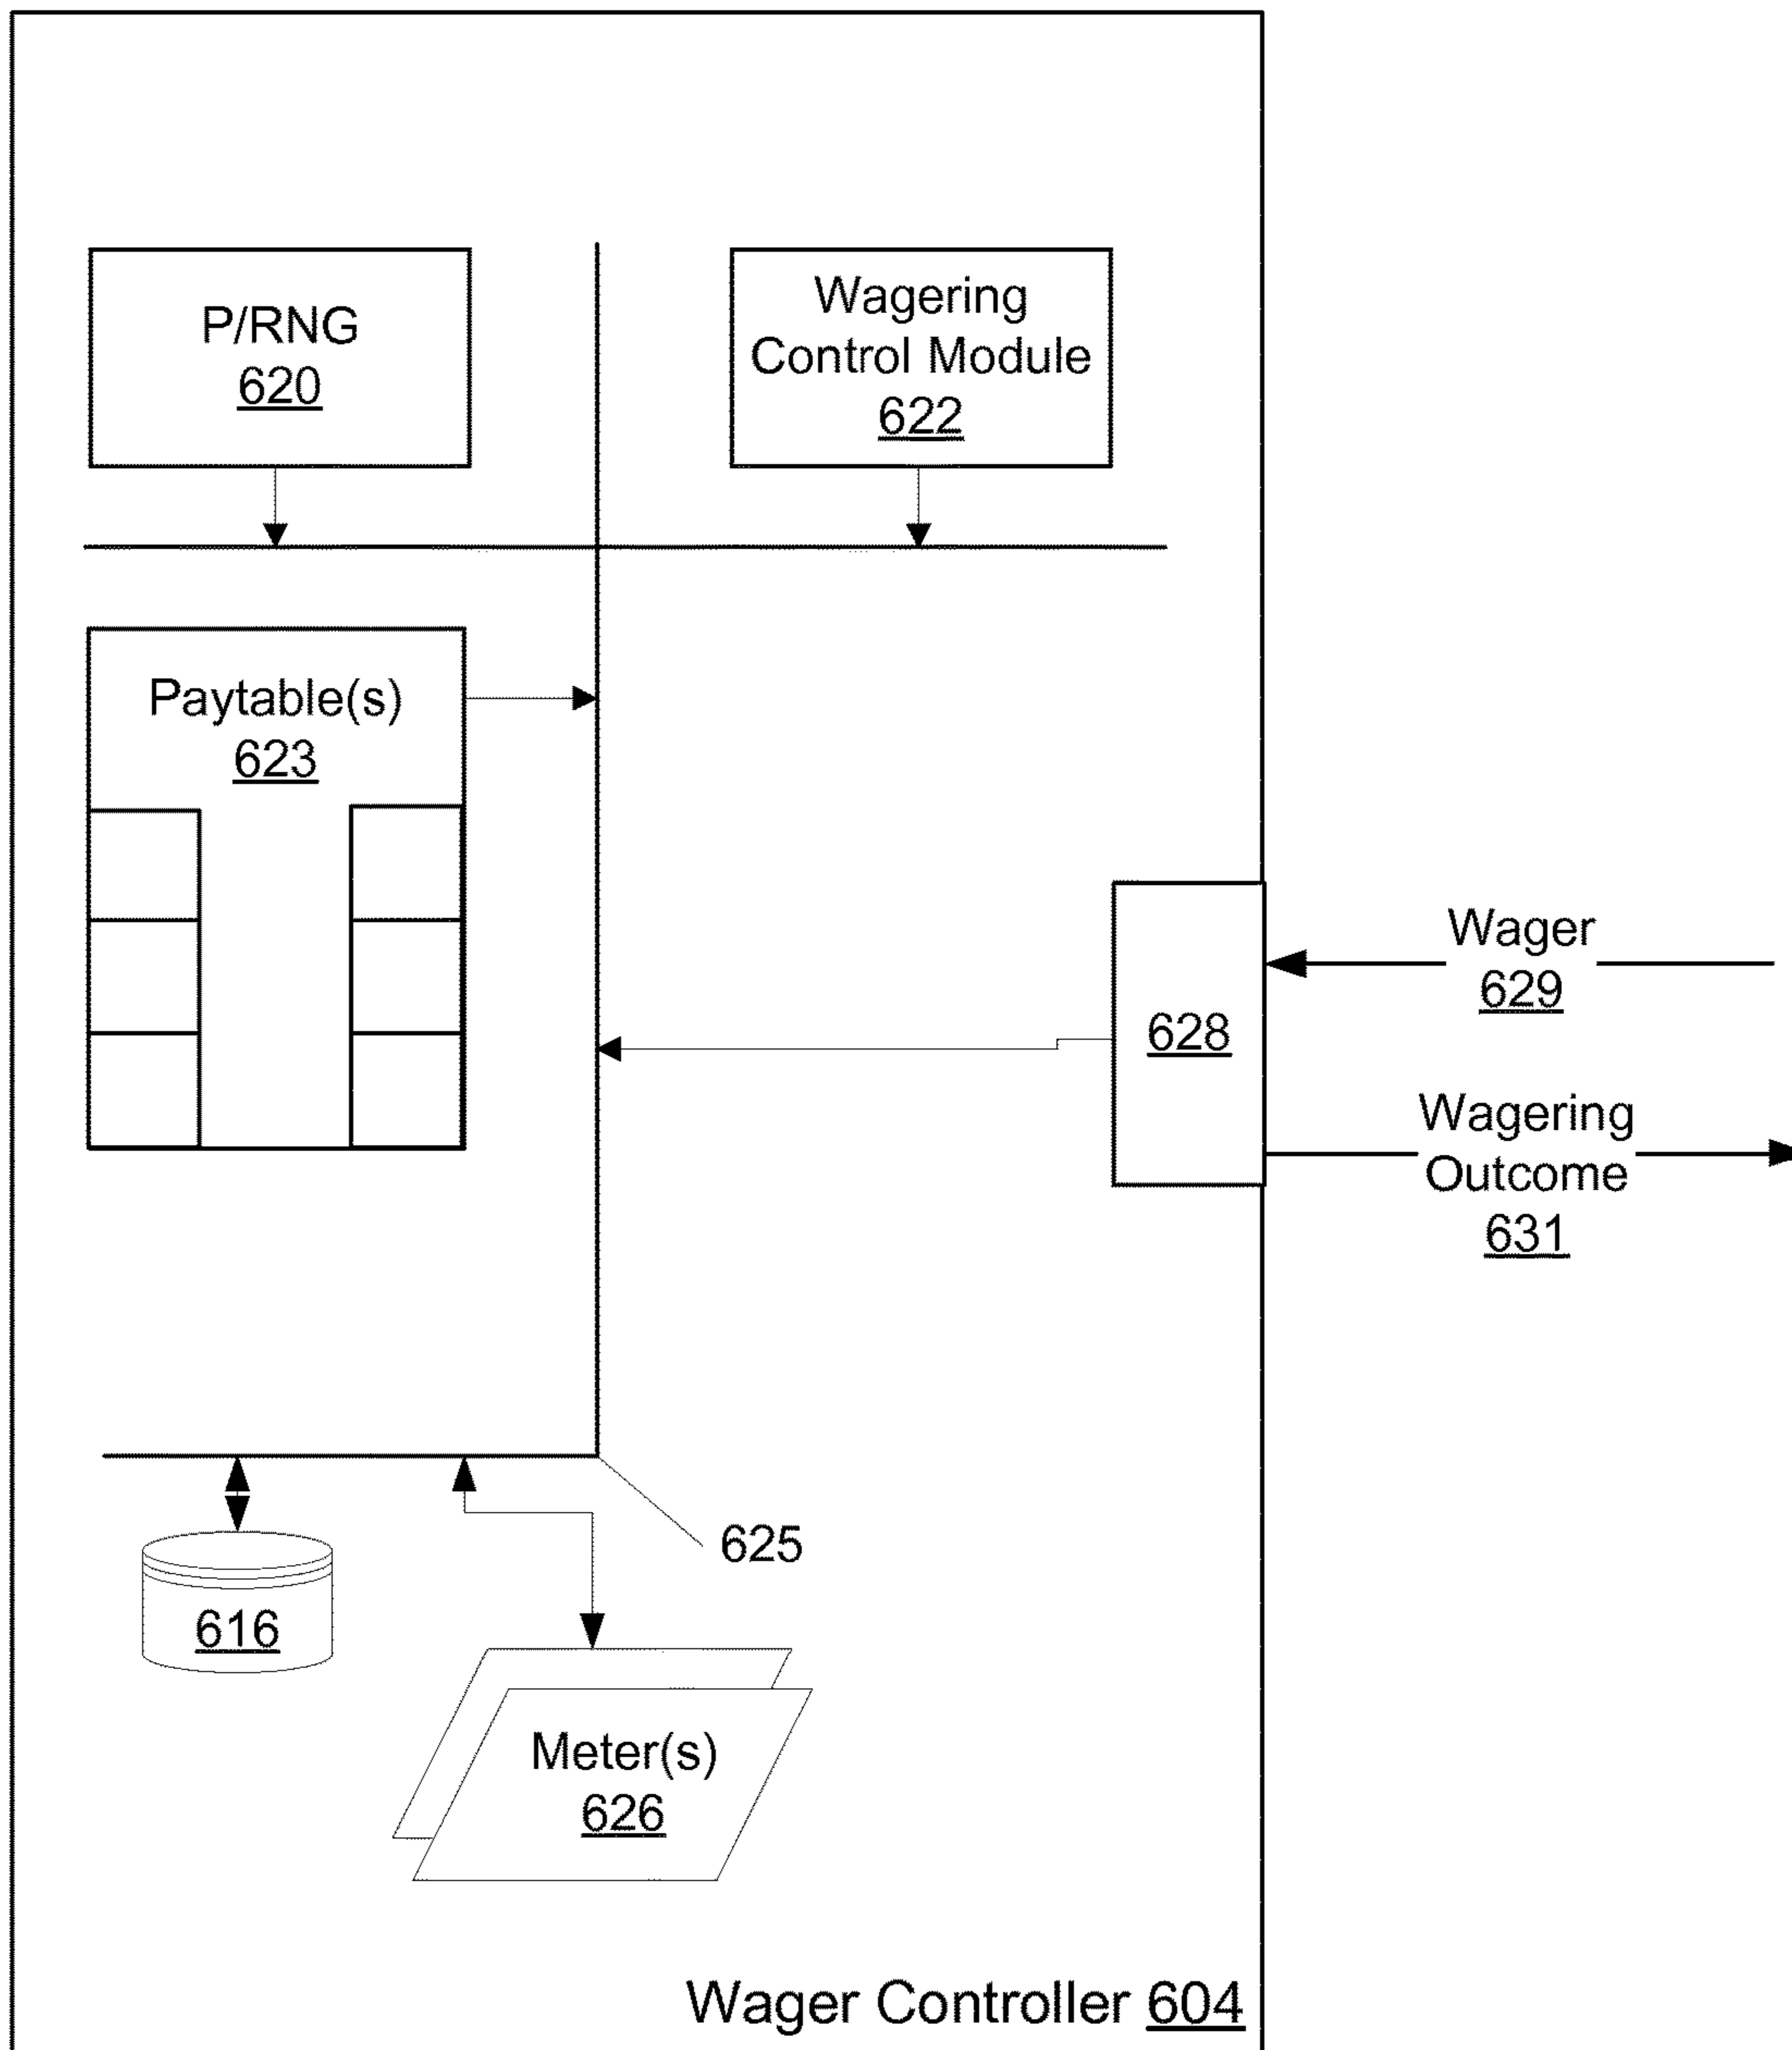 P/RNG
620
Wagering
Control Module
622
Paytable(s)
623
Wager
629
628
Wagering
Outcome
631
625
616
Meter(s)
626
Wager Controller 604